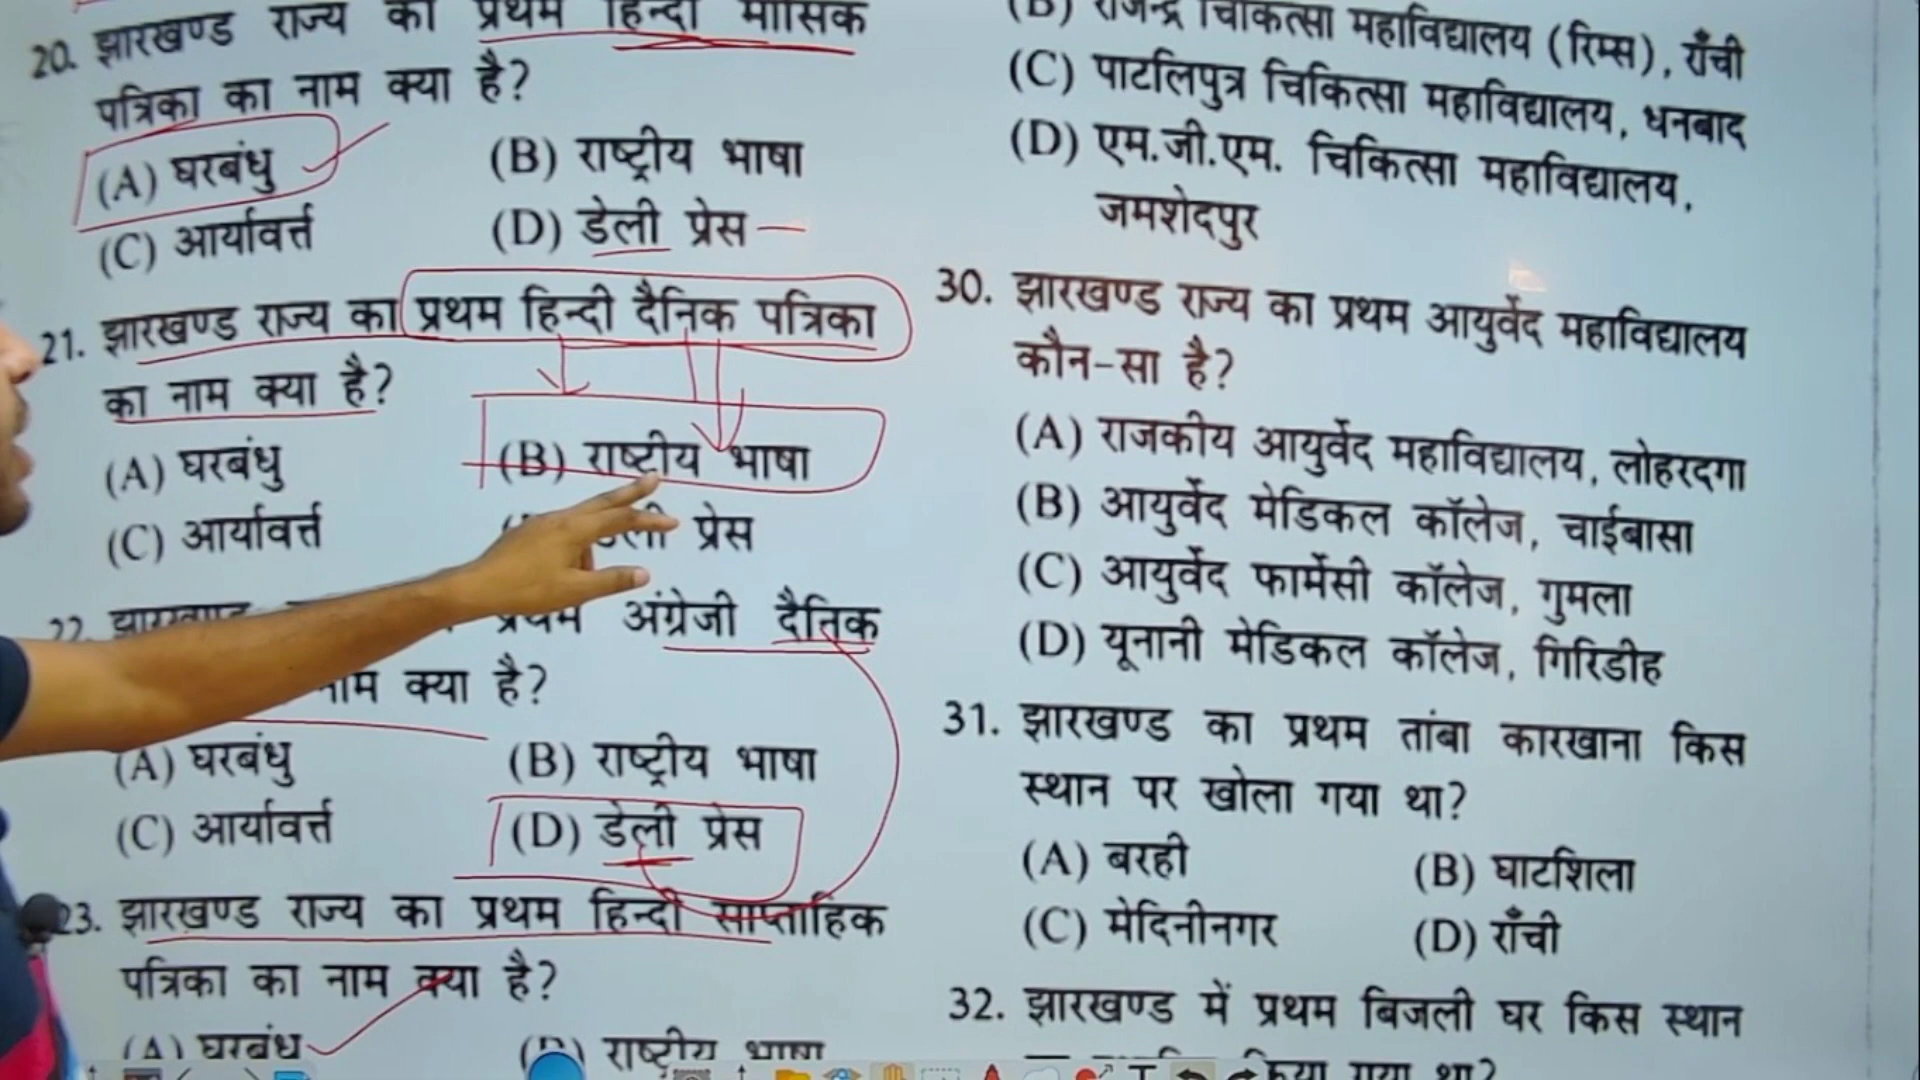 20. झारखण्ड राज्य का प्रथम हिन्दी मासिक
पत्रिका का नाम क्या है?
(A) घरबंधु (B) राष्ट्रीय भाषा
(C) आर्यावर्त्त (D) डेली प्रेस
21. झारखण्ड राज्य का प्रथम हिन्दी दैनिक पत्रिका
का नाम क्या है?
(A) घरबंधु (B) राष्ट्रीय भाषा
(C) आर्यावर्त्त डेली प्रेस
22. झारखण्ड प्रथम अंग्रेजी दैनिक
नाम क्या है?
(A) घरबंधु (B) राष्ट्रीय भाषा
(C) आर्यावर्त्त (D) डेली प्रेस
23. झारखण्ड राज्य का प्रथम हिन्दी साप्ताहिक
पत्रिका का नाम क्या है?
(A) घरबंधु (B) राष्ट्रीय भाषा
(B) राजेन्द्र चिकित्सा महाविद्यालय (रिम्स), राँची
(C) पाटलिपुत्र चिकित्सा महाविद्यालय, धनबाद
(D) एम.जी.एम. चिकित्सा महाविद्यालय,
जमशेदपुर
30. झारखण्ड राज्य का प्रथम आयुर्वेद महाविद्यालय
कौन-सा है?
(A) राजकीय आयुर्वेद महाविद्यालय, लोहरदगा
(B) आयुर्वेद मेडिकल कॉलेज, चाईबासा
(C) आयुर्वेद फार्मेसी कॉलेज, गुमला
(D) यूनानी मेडिकल कॉलेज, गिरिडीह
31. झारखण्ड का प्रथम तांबा कारखाना किस
स्थान पर खोला गया था?
(A) बरही (B) घाटशिला
(C) मेदिनीनगर (D) राँची
32. झारखण्ड में प्रथम बिजली घर किस स्थान
किया गया था?